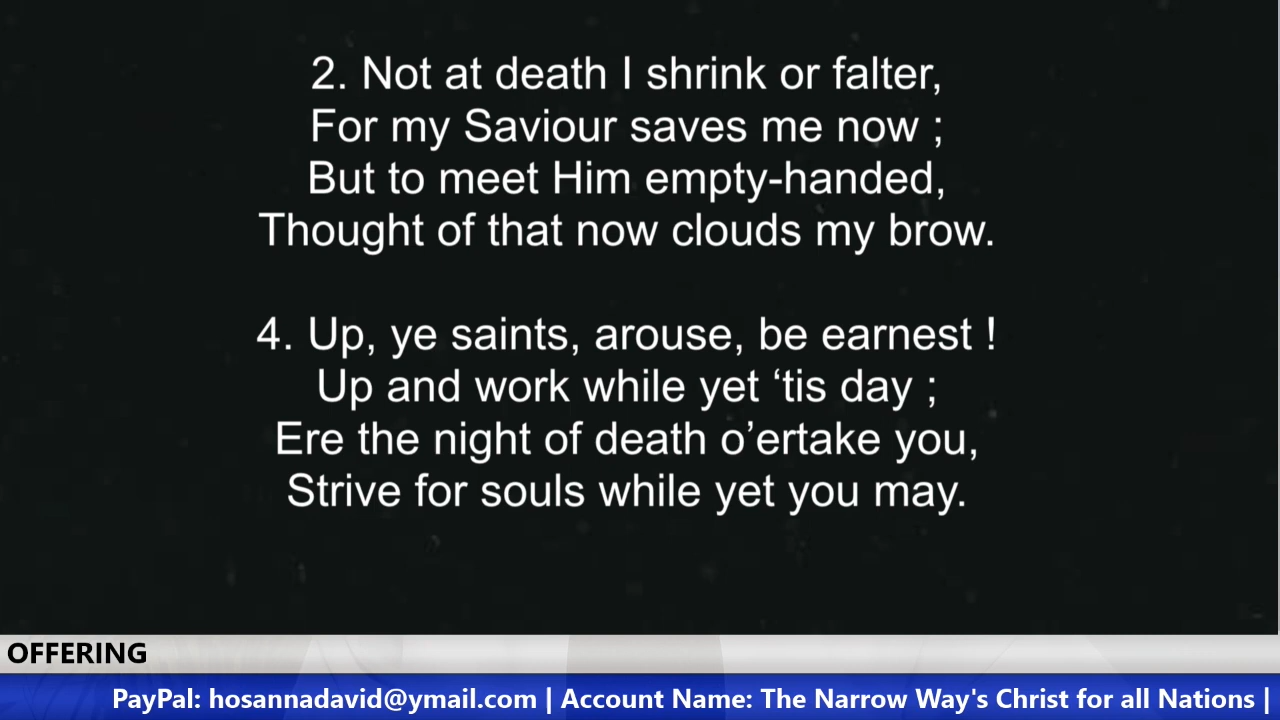 2. Not at death I shrink or falter,
For my Saviour saves me now ;
But to meet Him empty-handed,
Thought of that now clouds my brow.
4. Up, ye saints, arouse, be earnest !
Up and work while yet ‘tis day ;
Ere the night of death o’ertake you,
Strive for souls while yet you may.
OFFERING
PayPal: hosannadavid@ymail.com | Account Name: The Narrow Way's Christ for all Nations |